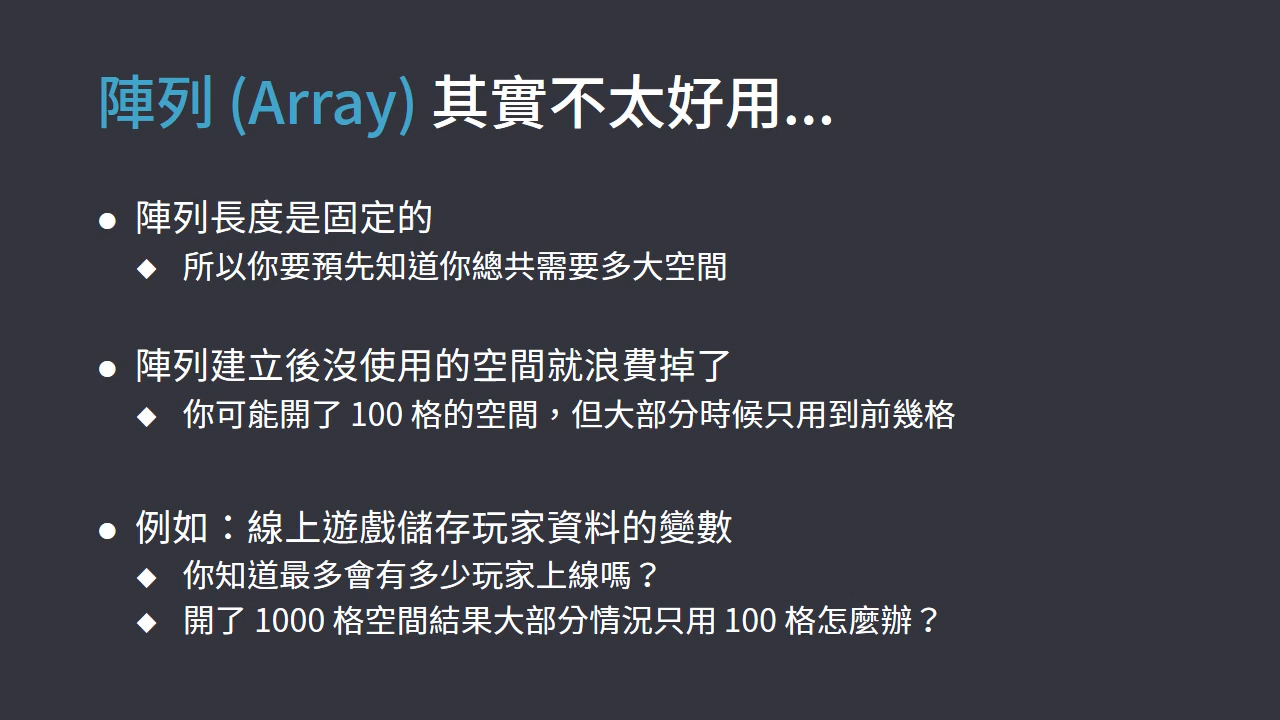 陣列 (Array) 其實不太好用...
● 陣列長度是固定的
◆ 所以你要預先知道你總共需要多大空間
● 陣列建立後沒使用的空間就浪費掉了
◆ 你可能開了 100 格的空間，但大部分時候只用到前幾格
● 例如：線上遊戲儲存玩家資料的變數
◆ 你知道最多會有多少玩家上線嗎？
◆ 開了 1000 格空間結果大部分情況只用 100 格怎麼辦？